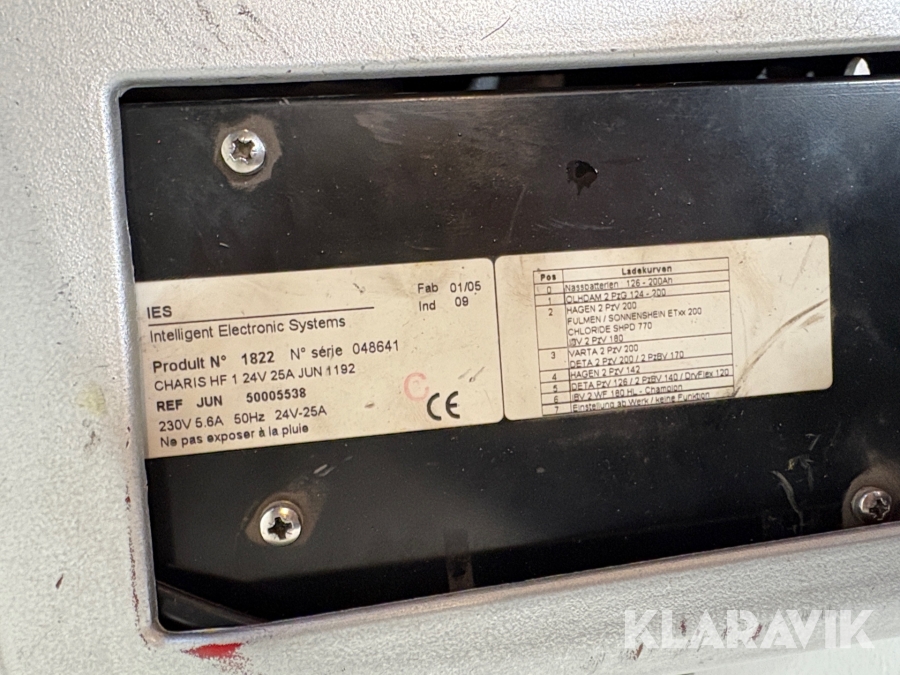 IES
Intelligent Electronic Systems
Fab 01/05
Ind 09
Produit N° 1822 N° série 048641
CHARIS HF 1 24V 25A JUN 1192
REF JUN 50005538
230V 5.6A 50Hz 24V-25A
Ne pas exposer à la pluie
C
CE
Pos Ladekurven
0 Nassbatterien 126 - 200Ah
1 OLHDAM 2 PzG 124 - 200
2 HAGEN 2 PzV 200
FULMEN / SONNENSHEIN ETxx 200
CHLORIDE SHPD 770
IBV 2 PzV 180
3 VARTA 2 PzV 200
DETA 2 PzV 200 / 2 PzBV 170
4 HAGEN 2 PzV 142
5 DETA PzV 126 / 2 PzBV 140 / DryFlex 120
6 IBV 2 WF 180 HL - Champion
7 Einstellung ab Werk / keine Funktion
KLARAVIK